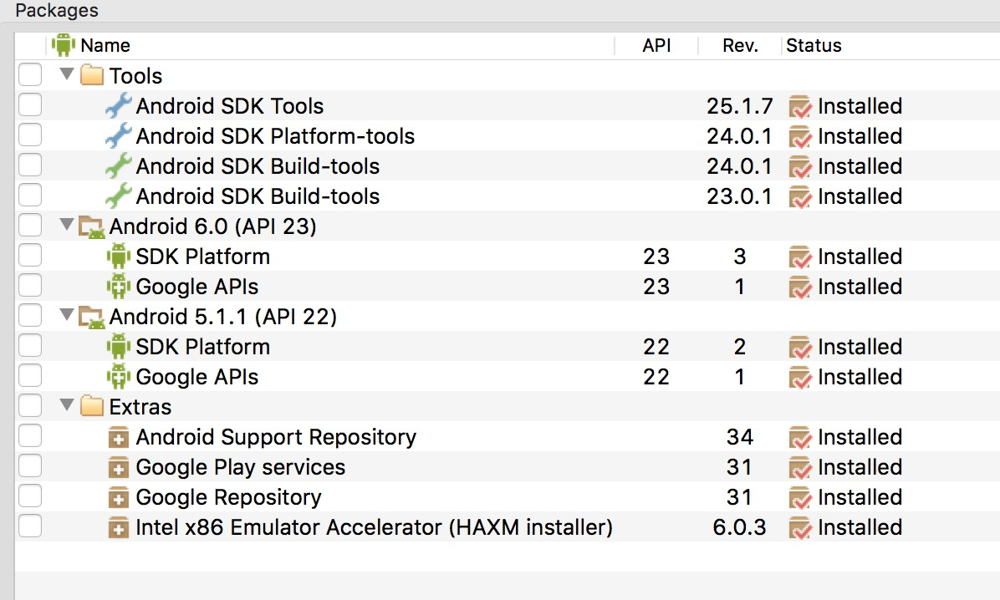 Packages
Name API Rev. Status
Tools
Android SDK Tools 25.1.7 Installed
Android SDK Platform-tools 24.0.1 Installed
Android SDK Build-tools 24.0.1 Installed
Android SDK Build-tools 23.0.1 Installed
Android 6.0 (API 23)
SDK Platform 23 3 Installed
Google APIs 23 1 Installed
Android 5.1.1 (API 22)
SDK Platform 22 2 Installed
Google APIs 22 1 Installed
Extras
Android Support Repository 34 Installed
Google Play services 31 Installed
Google Repository 31 Installed
Intel x86 Emulator Accelerator (HAXM installer) 6.0.3 Installed